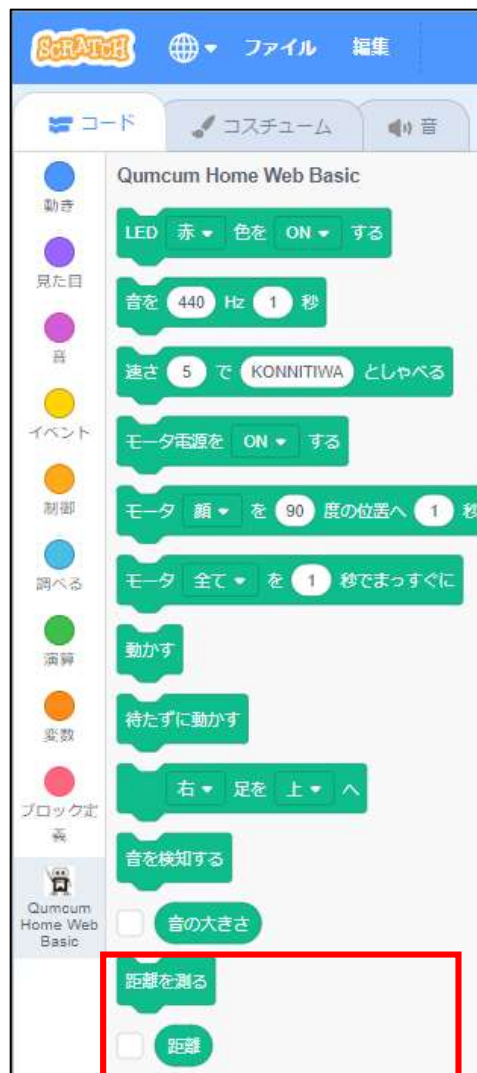 SCRATCH ファイル 編集
コード コスチューム 音
動き
見た目
音
イベント
制御
調べる
演算
変数
ブロック定
義
Qumcum
Home Web
Basic
Qumcum Home Web Basic
LED 赤 色を ON する
音を 440 Hz 1 秒
速さ 5 で KONNITIWA としゃべる
モータ電源を ON する
モータ 顔 を 90 度の位置へ 1 秒
モータ 全て を 1 秒でまっすぐに
動かす
待たずに動かす
右 足を 上 へ
音を検知する
音の大きさ
距離を測る
距離